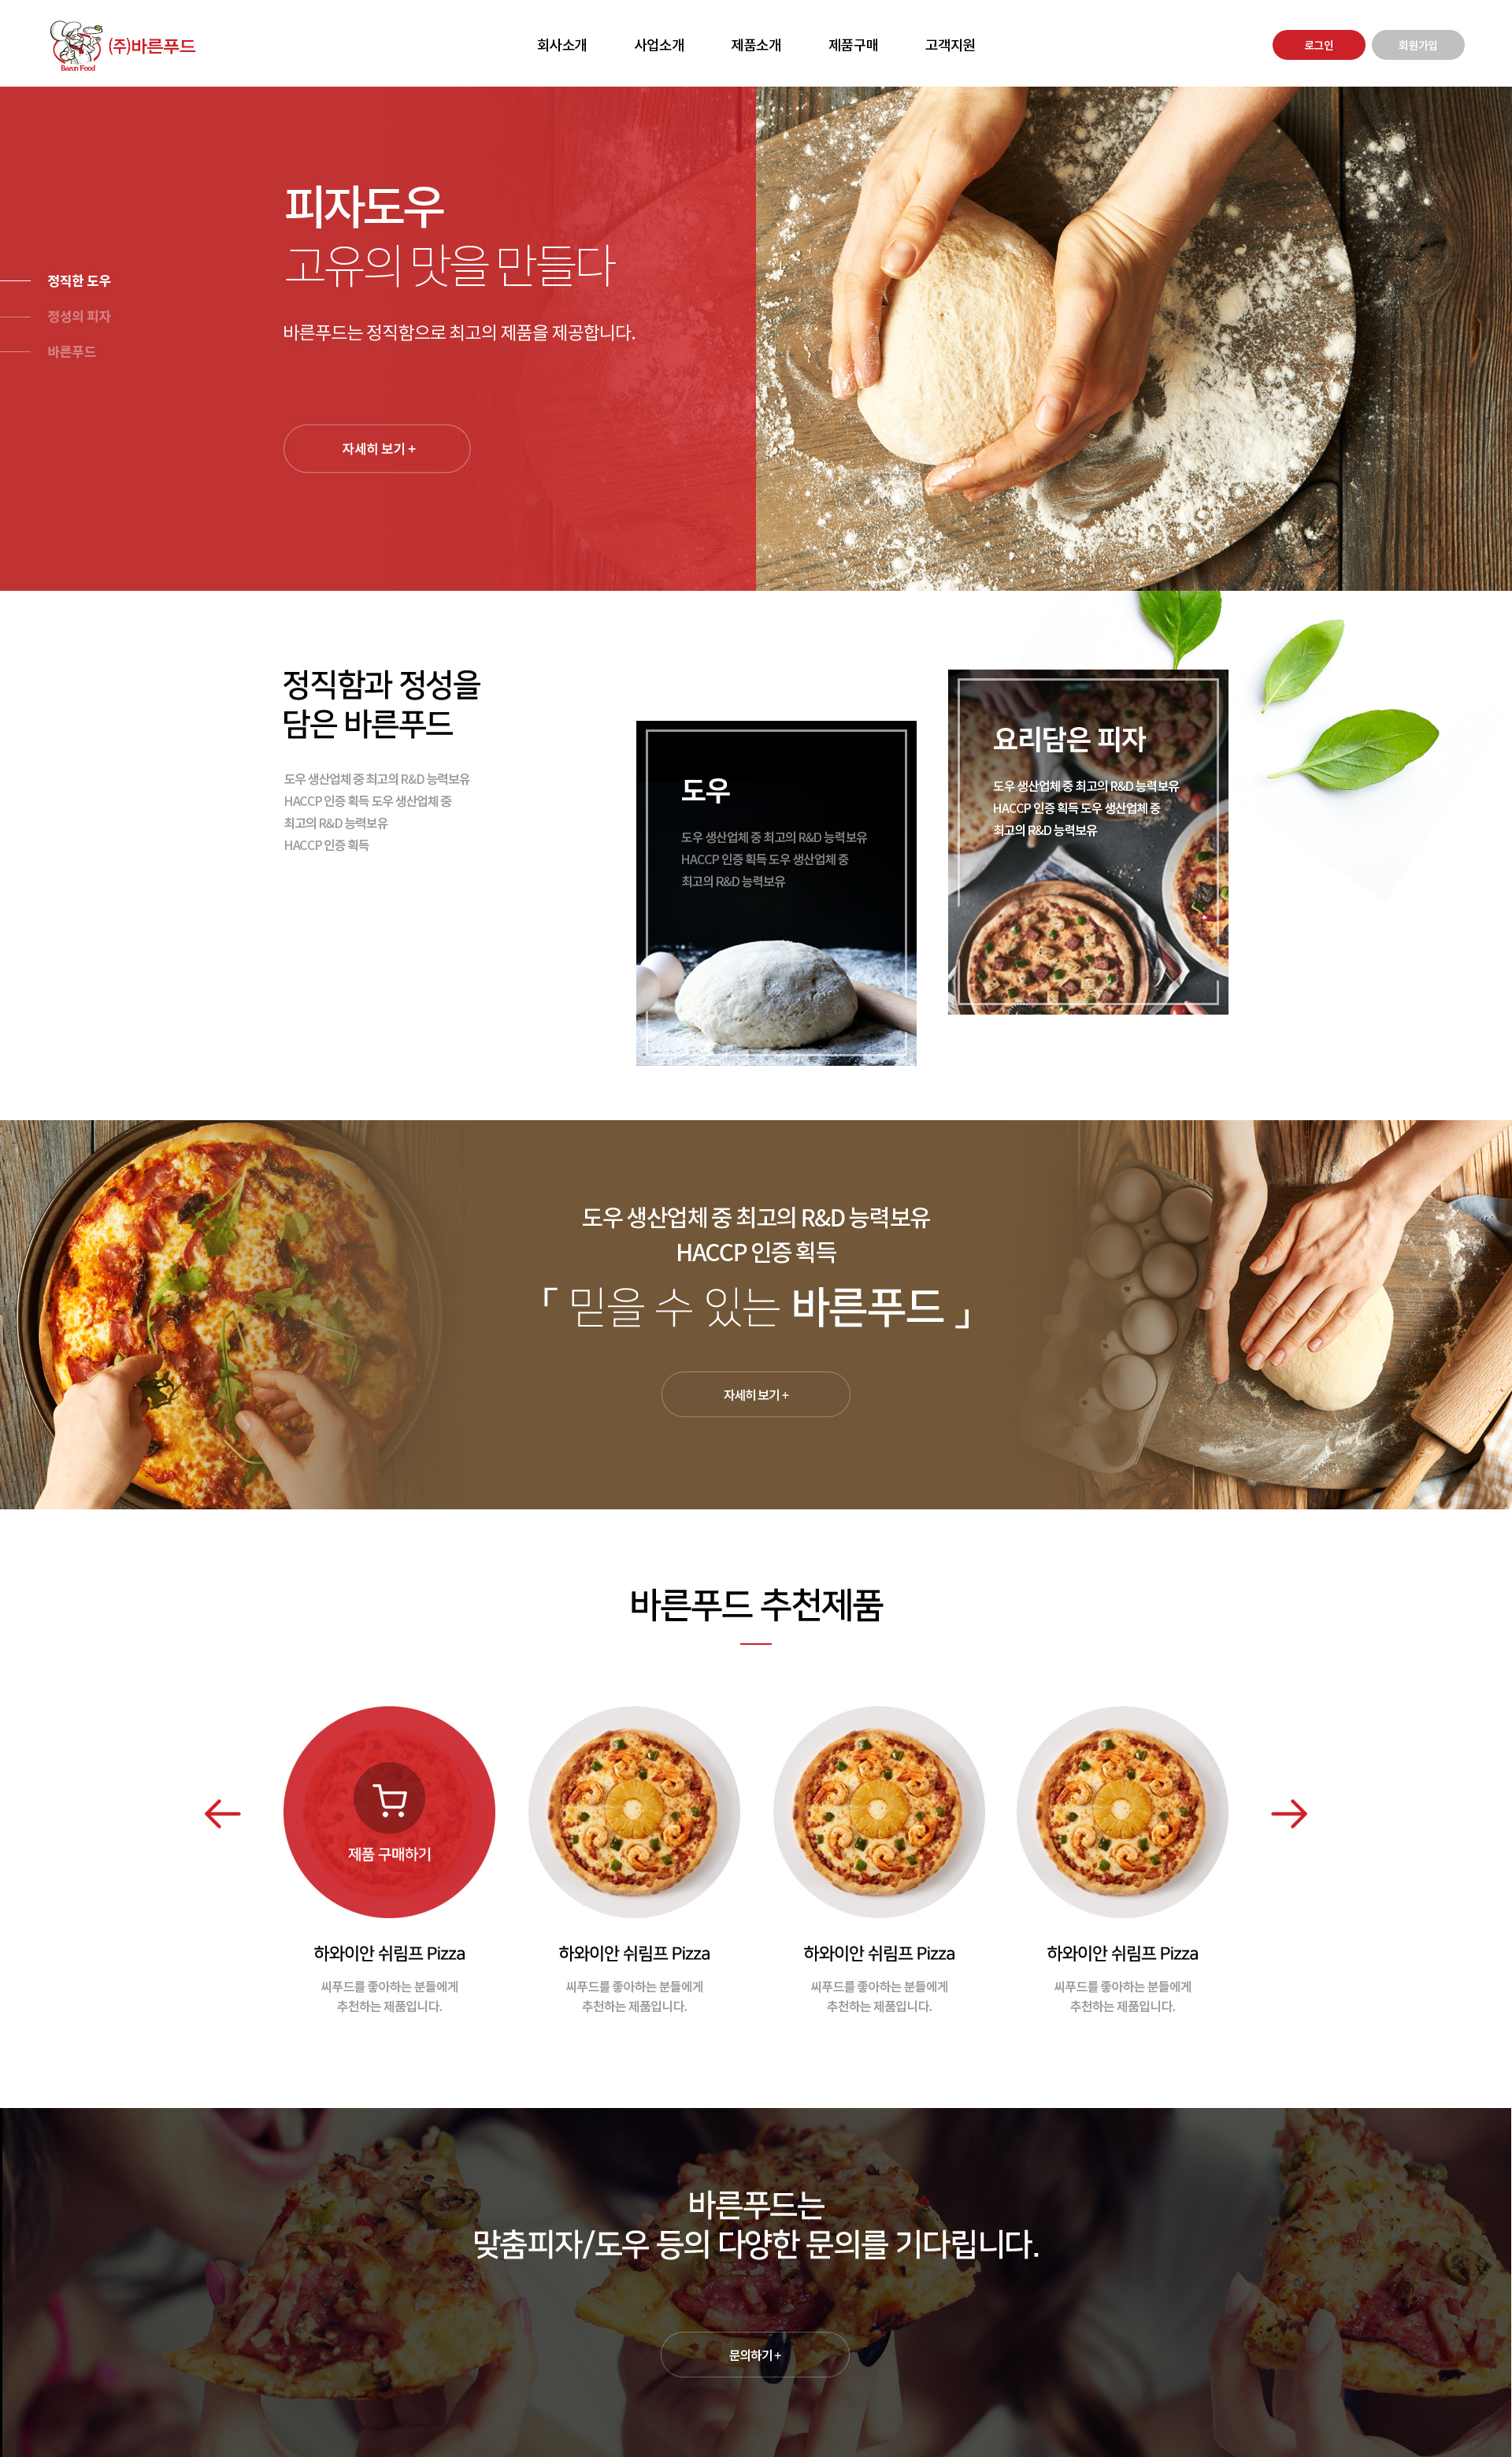 Barun Food
(주)바른푸드
회사소개
사업소개
제품소개
제품구매
고객지원
로그인
회원가입
피자도우
고유의 맛을 만들다
바른푸드는 정직함으로 최고의 제품을 제공합니다.
자세히 보기 +
정직한 도우
정성의 피자
바른푸드
정직함과 정성을
담은 바른푸드
도우 생산업체 중 최고의 R&D 능력보유
HACCP 인증 획득 도우 생산업체 중
최고의 R&D 능력보유
HACCP 인증 획득
도우
도우 생산업체 중 최고의 R&D 능력보유
HACCP 인증 획득 도우 생산업체 중
최고의 R&D 능력보유
요리담은 피자
도우 생산업체 중 최고의 R&D 능력보유
HACCP 인증 획득 도우 생산업체 중
최고의 R&D 능력보유
도우 생산업체 중 최고의 R&D 능력보유
HACCP 인증 획득
「 믿을 수 있는 바른푸드 」
자세히 보기 +
바른푸드 추천제품
제품 구매하기
하와이안 쉬림프 Pizza
씨푸드를 좋아하는 분들에게
추천하는 제품입니다.
하와이안 쉬림프 Pizza
씨푸드를 좋아하는 분들에게
추천하는 제품입니다.
하와이안 쉬림프 Pizza
씨푸드를 좋아하는 분들에게
추천하는 제품입니다.
하와이안 쉬림프 Pizza
씨푸드를 좋아하는 분들에게
추천하는 제품입니다.
바른푸드는
맞춤피자/도우 등의 다양한 문의를 기다립니다.
문의하기 +